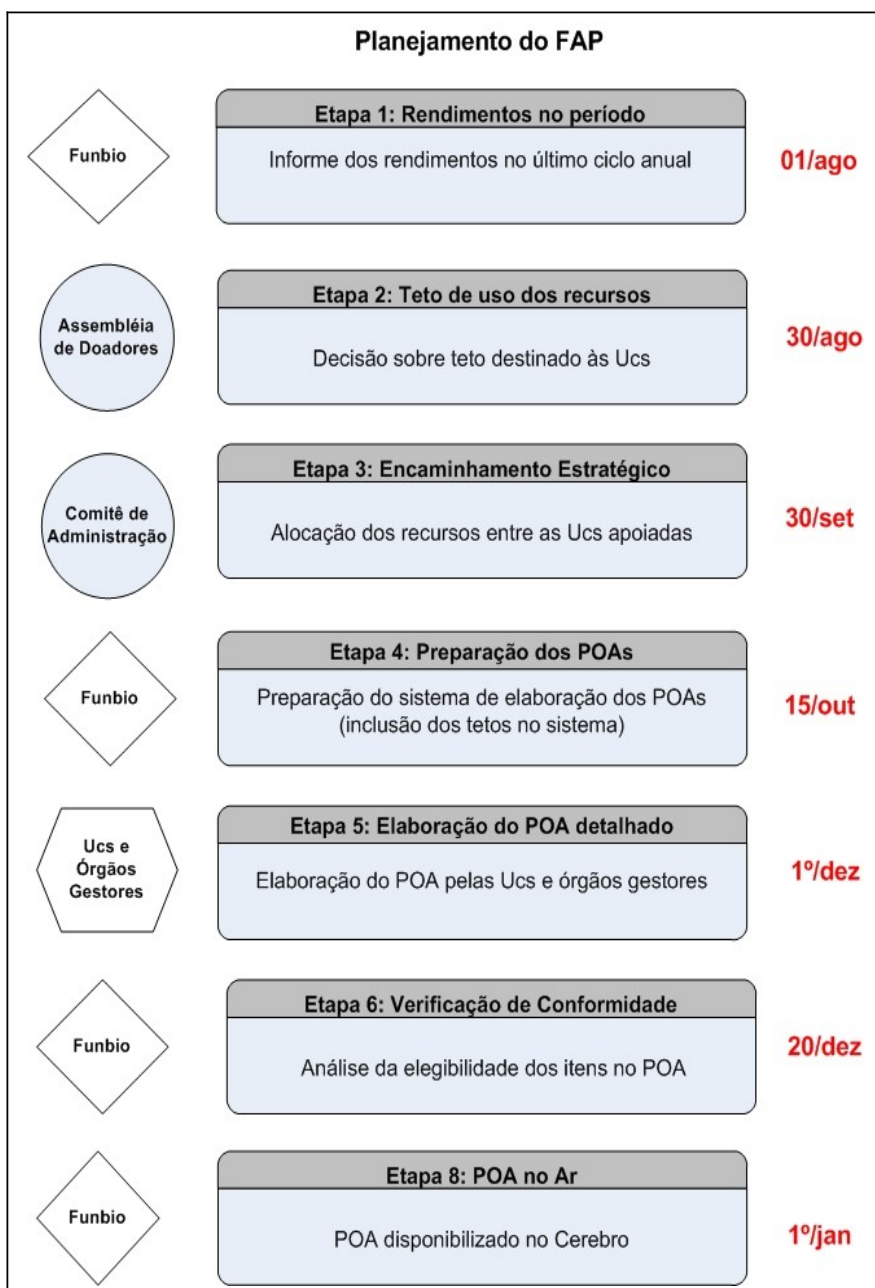 Planejamento do FAP
Funbio
Etapa 1: Rendimentos no período
Informe dos rendimentos no último ciclo anual
01/ago
Assembléia
de Doadores
Etapa 2: Teto de uso dos recursos
Decisão sobre teto destinado às Ucs
30/ago
Comitê de
Administração
Etapa 3: Encaminhamento Estratégico
Alocação dos recursos entre as Ucs apoiadas
30/set
Funbio
Etapa 4: Preparação dos POAs
Preparação do sistema de elaboração dos POAs
(inclusão dos tetos no sistema)
15/out
Ucs e
Órgãos
Gestores
Etapa 5: Elaboração do POA detalhado
Elaboração do POA pelas Ucs e órgãos gestores
1º/dez
Funbio
Etapa 6: Verificação de Conformidade
Análise da elegibilidade dos itens no POA
20/dez
Funbio
Etapa 8: POA no Ar
POA disponibilizado no Cerebro
1º/jan